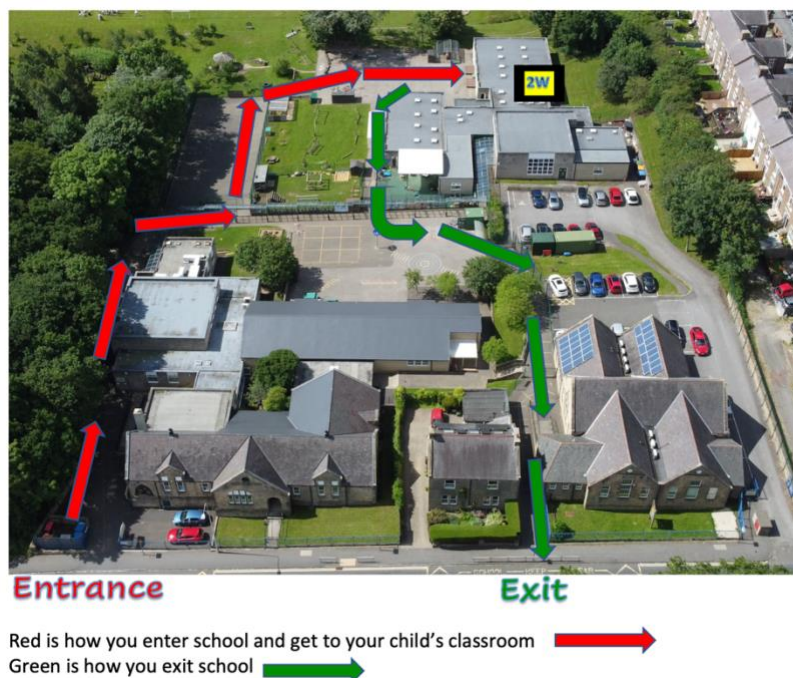 2W
Entrance
Exit
Red is how you enter school and get to your child's classroom
Green is how you exit school